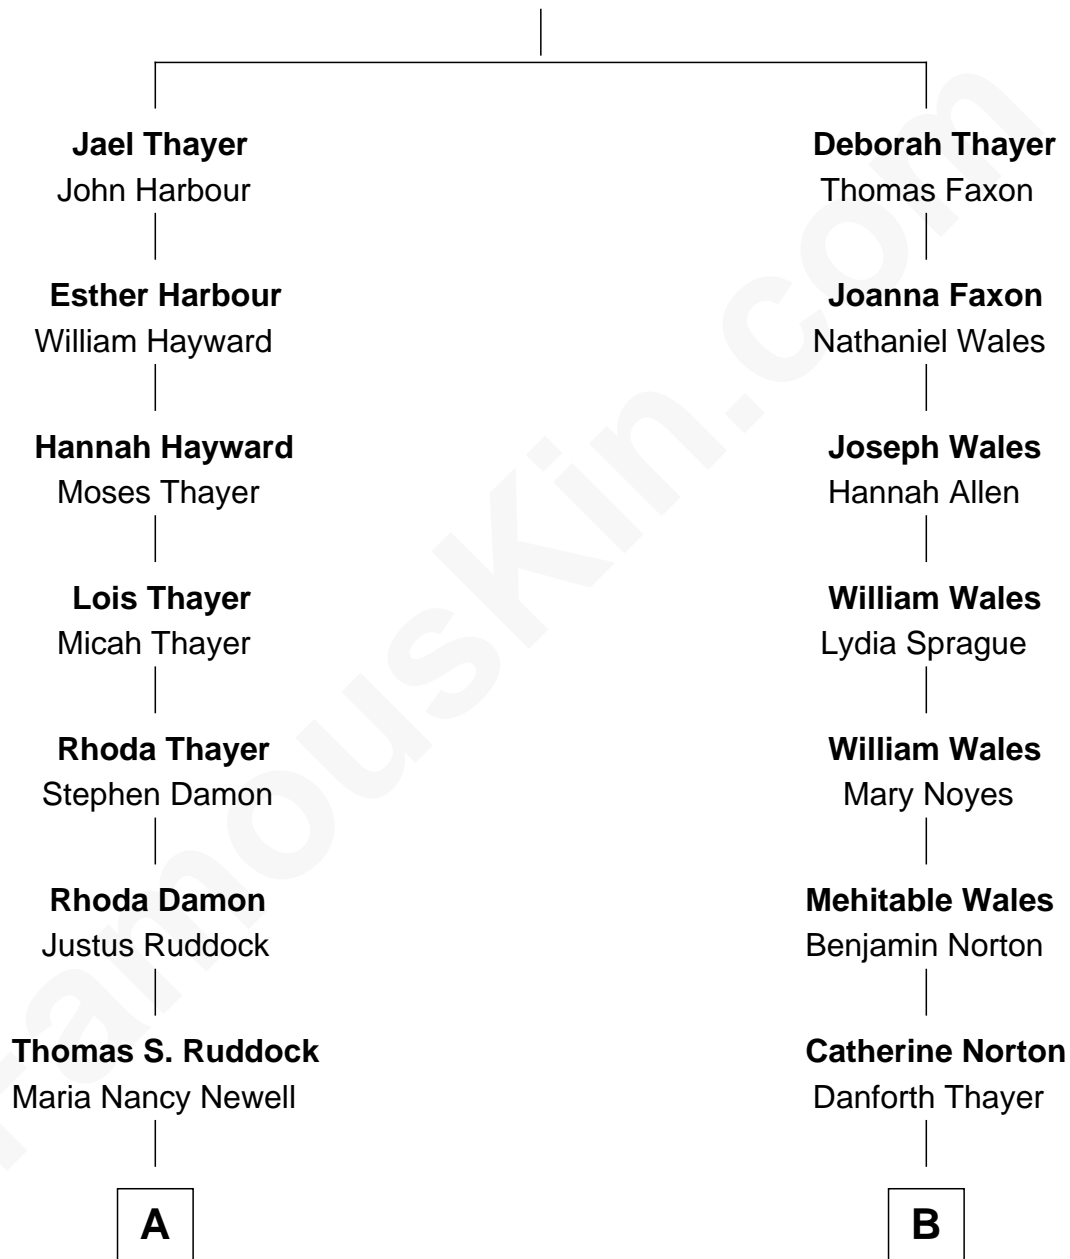 Jael Thayer
John Harbour
Esther Harbour
William Hayward
Hannah Hayward
Moses Thayer
Lois Thayer
Micah Thayer
Rhoda Thayer
Stephen Damon
Rhoda Damon
Justus Ruddock
Thomas S. Ruddock
Maria Nancy Newell
A
Deborah Thayer
Thomas Faxon
Joanna Faxon
Nathaniel Wales
Joseph Wales
Hannah Allen
William Wales
Lydia Sprague
William Wales
Mary Noyes
Mehitable Wales
Benjamin Norton
Catherine Norton
Danforth Thayer
B
FamousKin.com